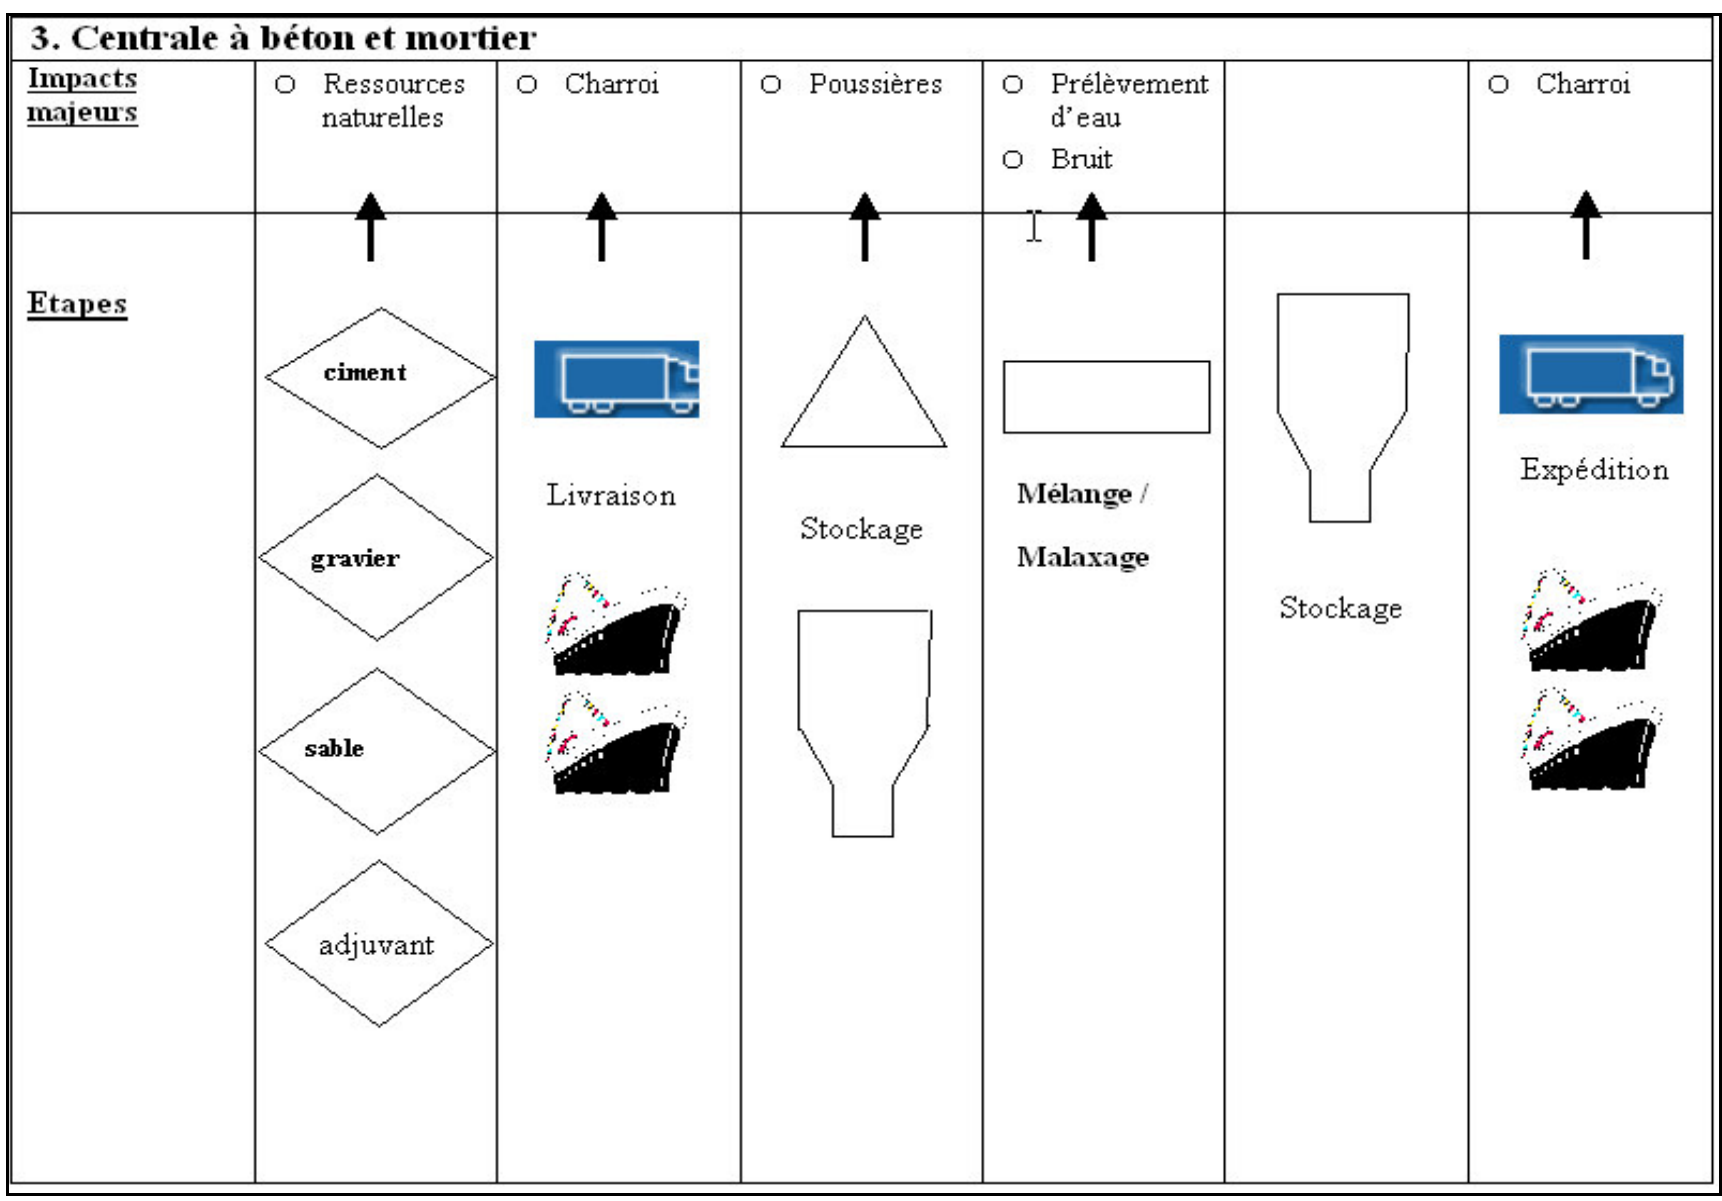 3. Centrale à béton et mortier
Impacts
majeurs
o Ressources
naturelles
o Charroi
o Poussières
o Prélèvement
d'eau
o Bruit
o Charroi
Etapes
ciment
gravier
sable
adjuvant
Livraison
Stockage
Mélange /
Malaxage
Stockage
Expédition